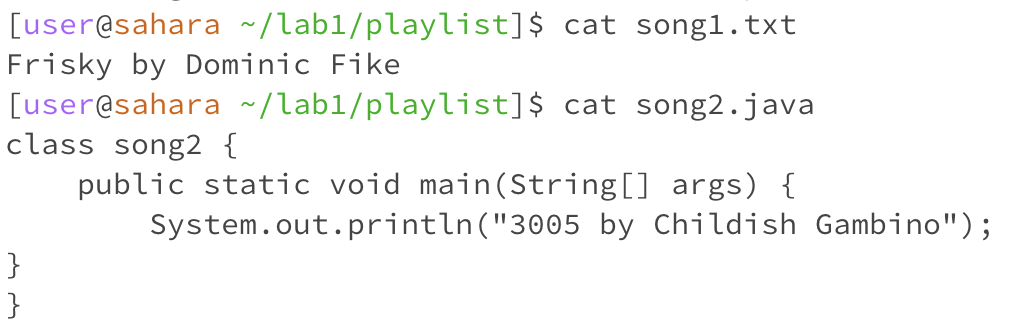 [user@sahara ~/lab1/playlist]$ cat song1.txt
Frisky by Dominic Fike
[user@sahara ~/lab1/playlist]$ cat song2.java
class song2 {
    public static void main(String[] args) {
        System.out.println("3005 by Childish Gambino");
}
}